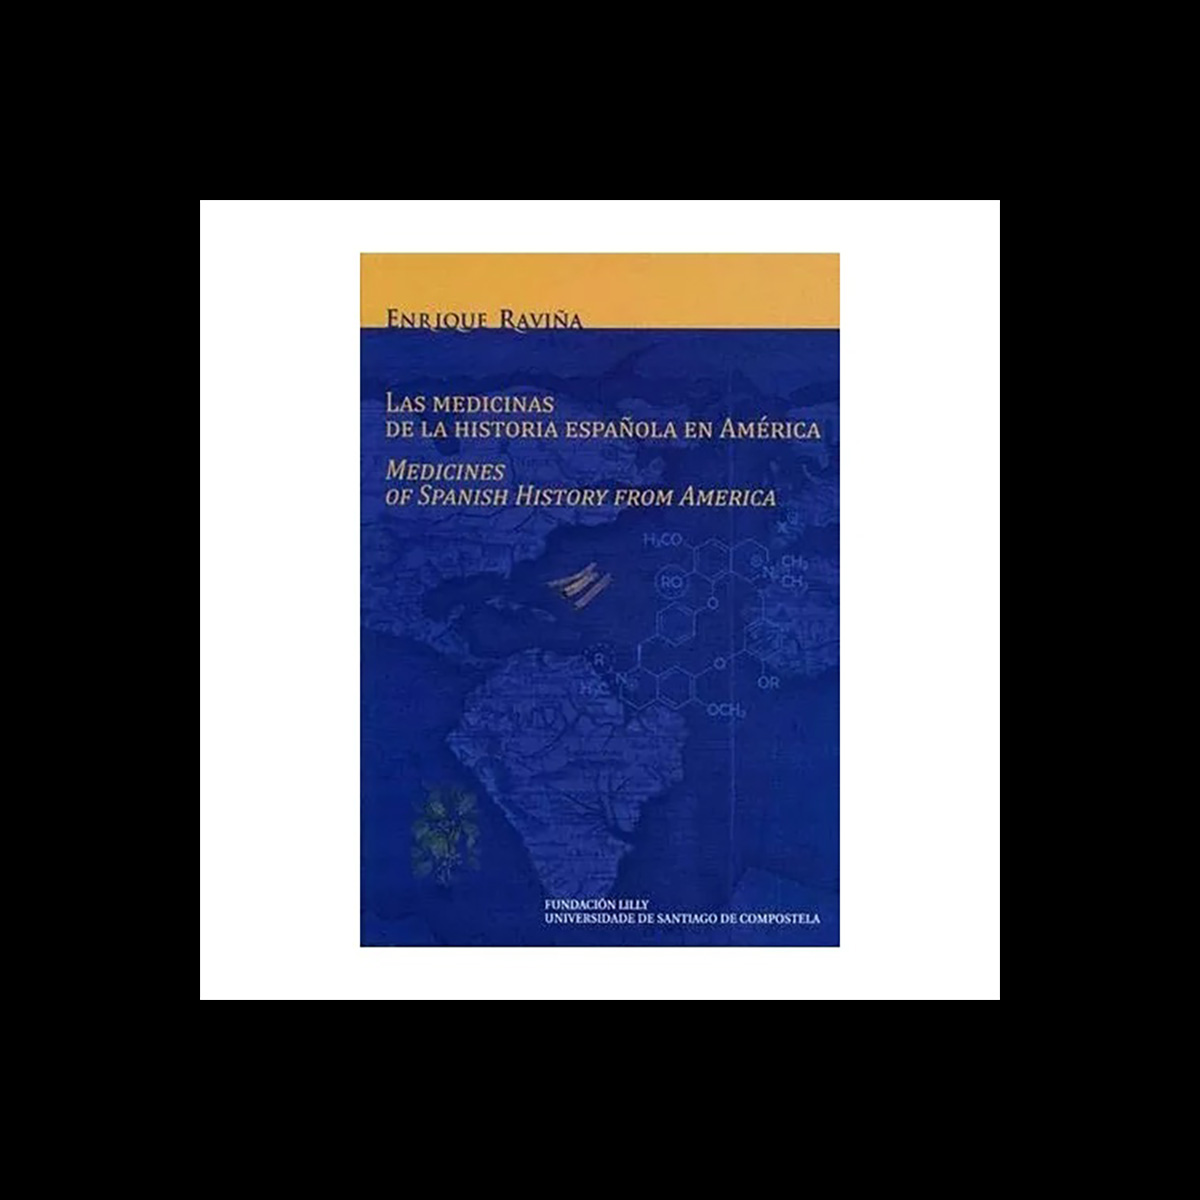 Enrique Raviña
Las medicinas
de la historia española en América
Medicines
of Spanish History from America
H₃CO
RO
O
N
CH₃
CH₃
R
N
H₃C
O
OR
OCH₃
Fundación Lilly
Universidade de Santiago de Compostela